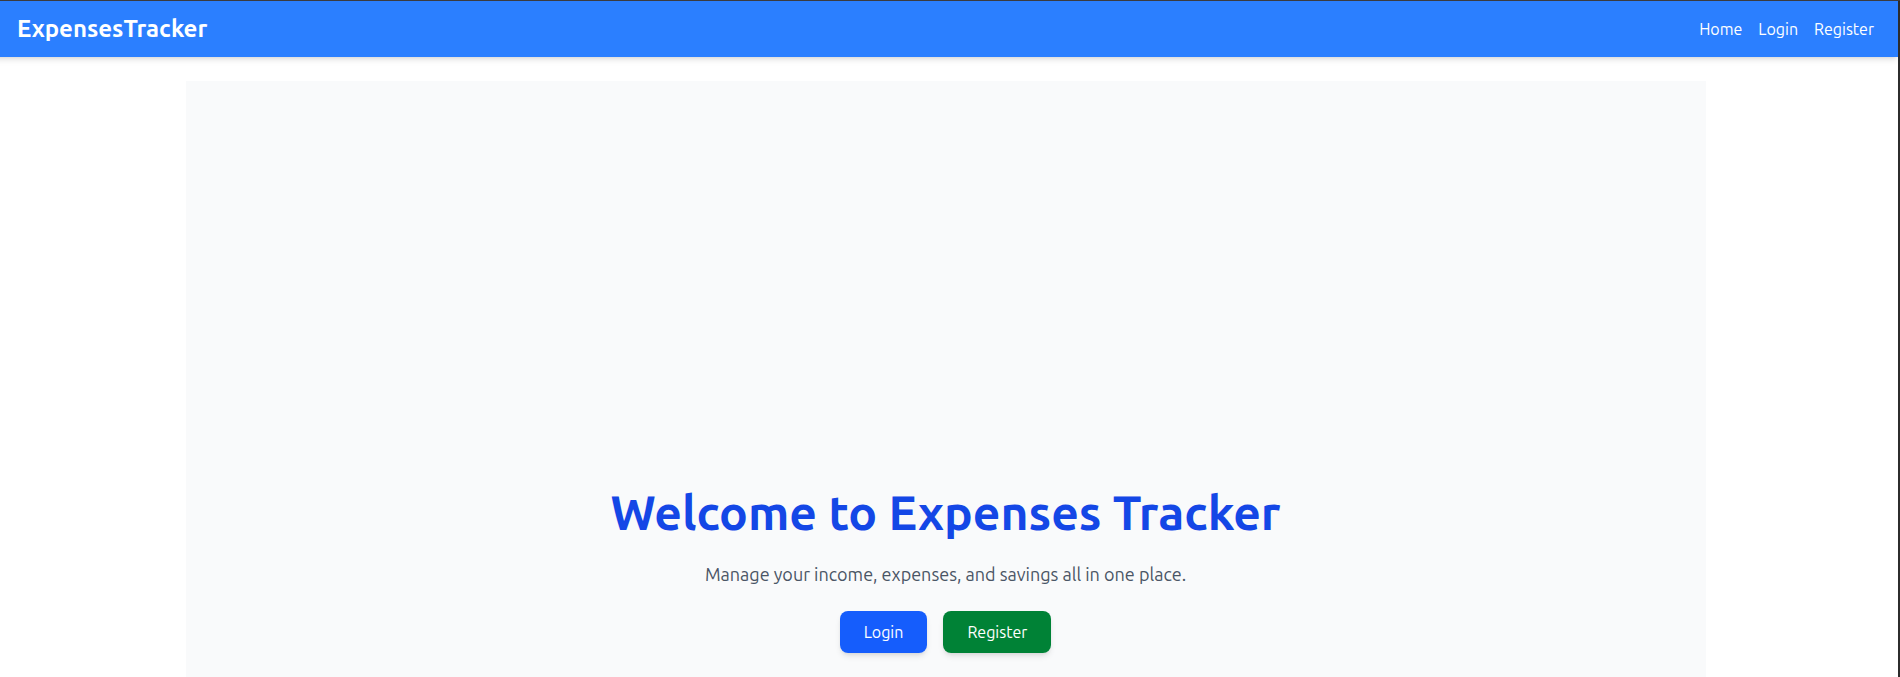 ExpensesTracker
Home Login Register
Welcome to Expenses Tracker
Manage your income, expenses, and savings all in one place.
Login Register